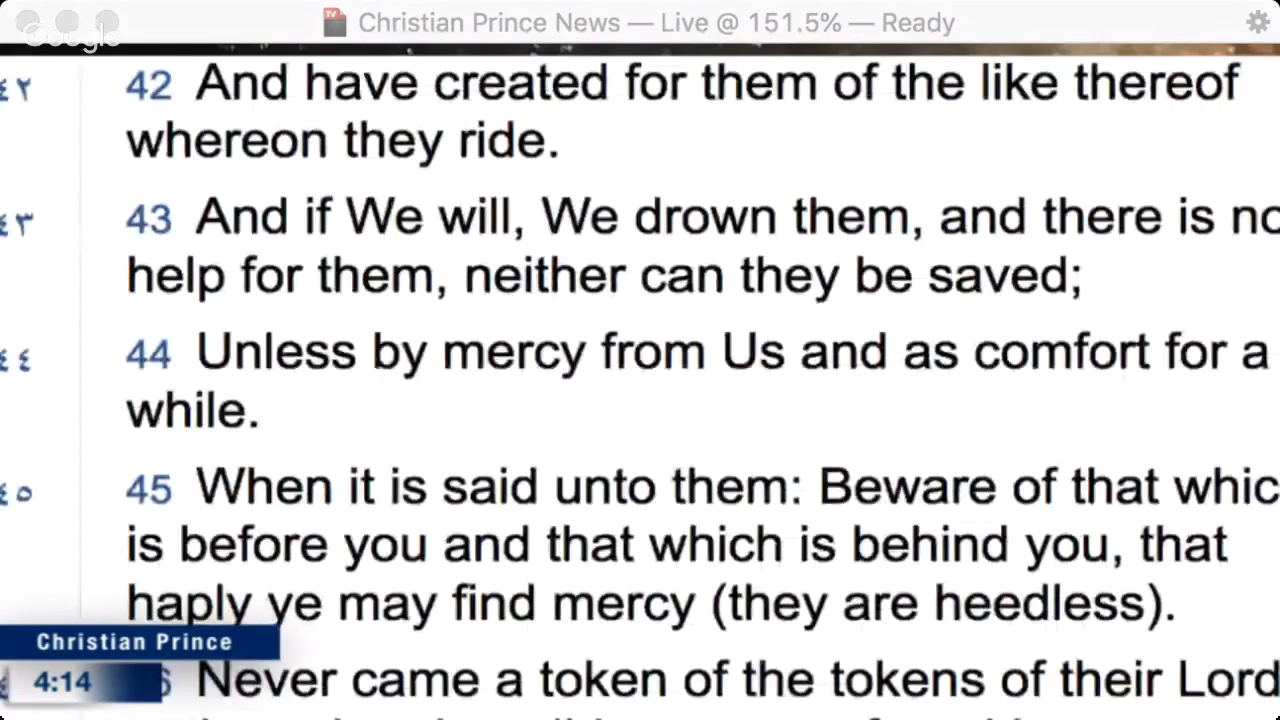 Christian Prince News — Live @ 151.5% — Ready
Google
٤٢
42 And have created for them of the like thereof
whereon they ride.
٤٣
43 And if We will, We drown them, and there is no
help for them, neither can they be saved;
٤٤
44 Unless by mercy from Us and as comfort for a
while.
٤٥
45 When it is said unto them: Beware of that whic
is before you and that which is behind you, that
haply ye may find mercy (they are heedless).
Christian Prince
4:14
6 Never came a token of the tokens of their Lord